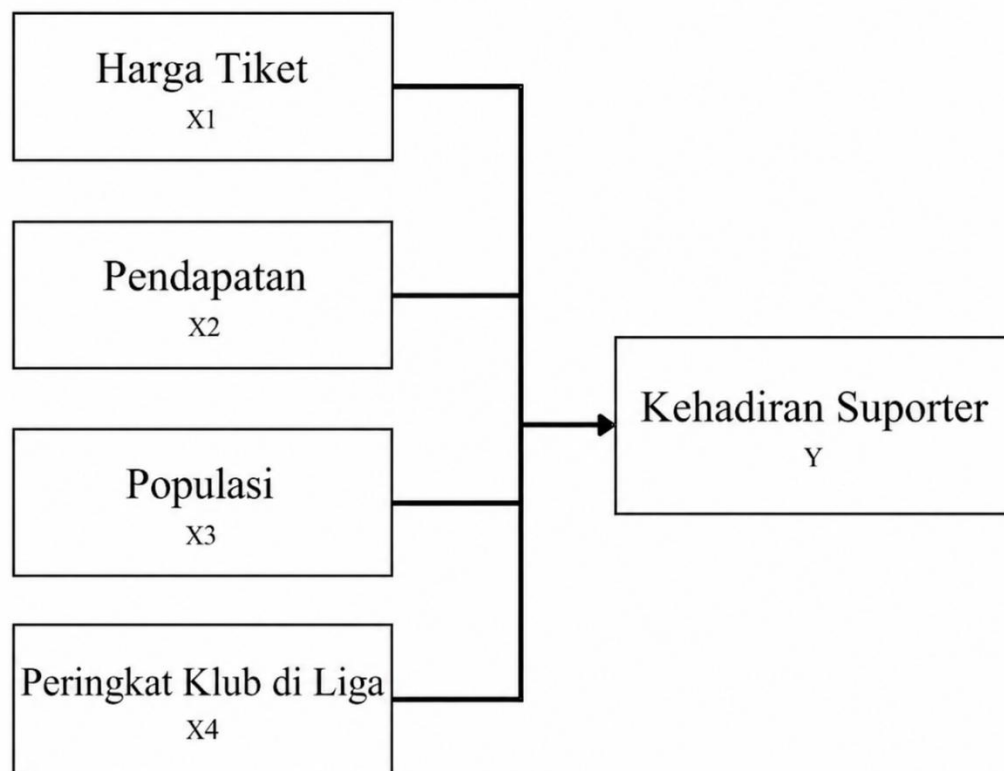 Harga Tiket
X1
Pendapatan
X2
Populasi
X3
Peringkat Klub di Liga
X4
Kehadiran Suporter
Y